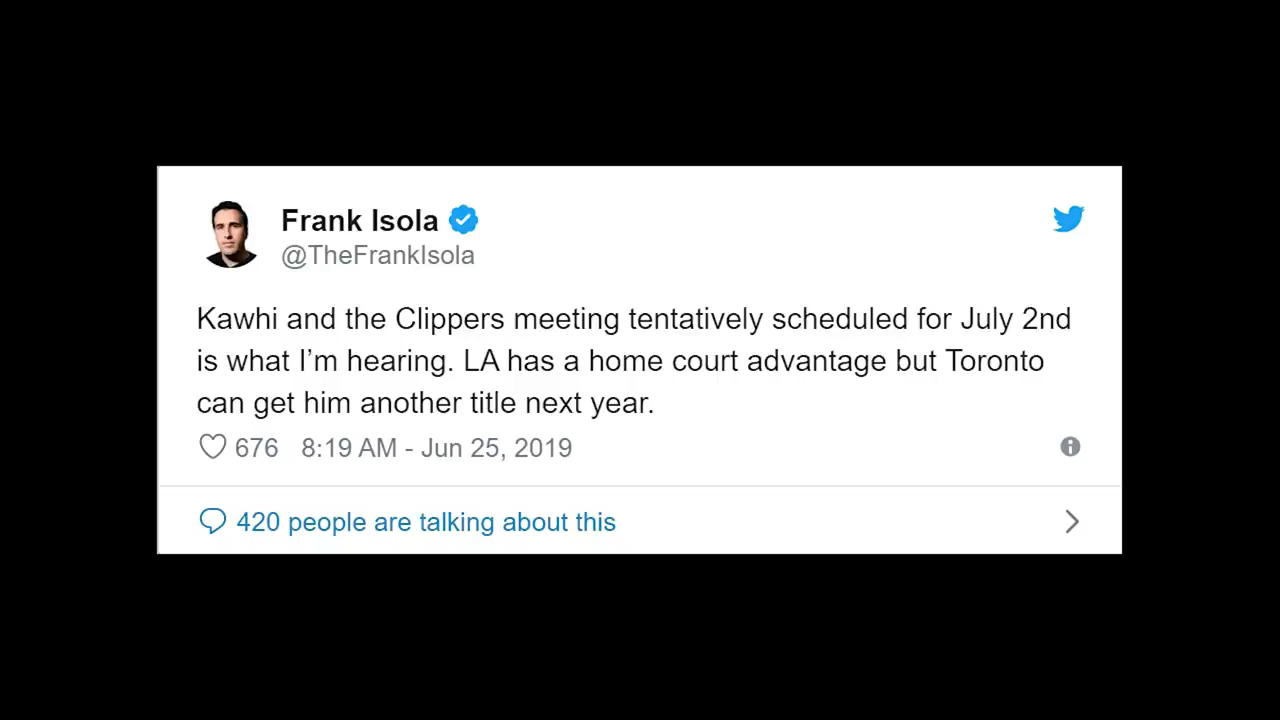 Frank Isola
@TheFrankIsola
Kawhi and the Clippers meeting tentatively scheduled for July 2nd
is what I’m hearing. LA has a home court advantage but Toronto
can get him another title next year.
676 8:19 AM - Jun 25, 2019
420 people are talking about this